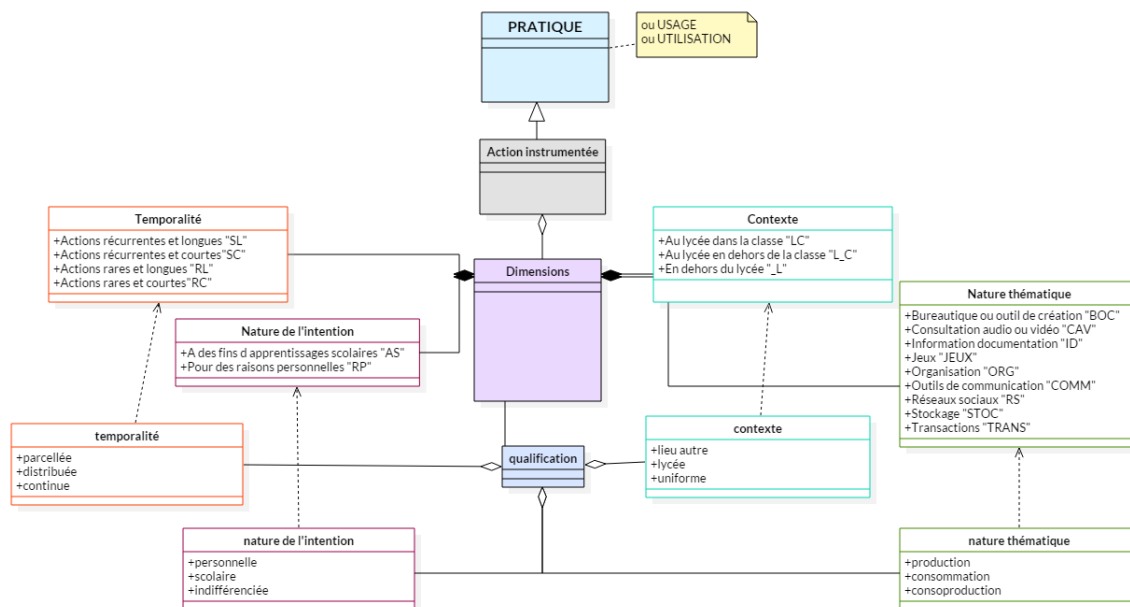 PRATIQUE
ou USAGE
ou UTILISATION
Action instrumentée
Temporalité
+Actions récurrentes et longues "SL"
+Actions récurrentes et courtes"SC"
+Actions rares et longues "RL"
+Actions rares et courtes"RC"
Contexte
+Au lycée dans la classe "LC"
+Au lycée en dehors de la classe "L_C"
+En dehors du lycée "_L"
Dimensions
Nature thématique
+Bureautique ou outil de création "BOC"
+Consultation audio ou vidéo "CAV"
+Information documentation "ID"
+Jeux "JEUX"
+Organisation "ORG"
+Outils de communication "COMM"
+Réseaux sociaux "RS"
+Stockage "STOC"
+Transactions "TRANS"
Nature de l'intention
+A des fins d apprentissages scolaires "AS"
+Pour des raisons personnelles "RP"
temporalité
+parcellée
+distribuée
+continue
qualification
contexte
+lieu autre
+lycée
+uniforme
nature de l'intention
+personnelle
+scolaire
+indifférenciée
nature thématique
+production
+consommation
+consoproduction